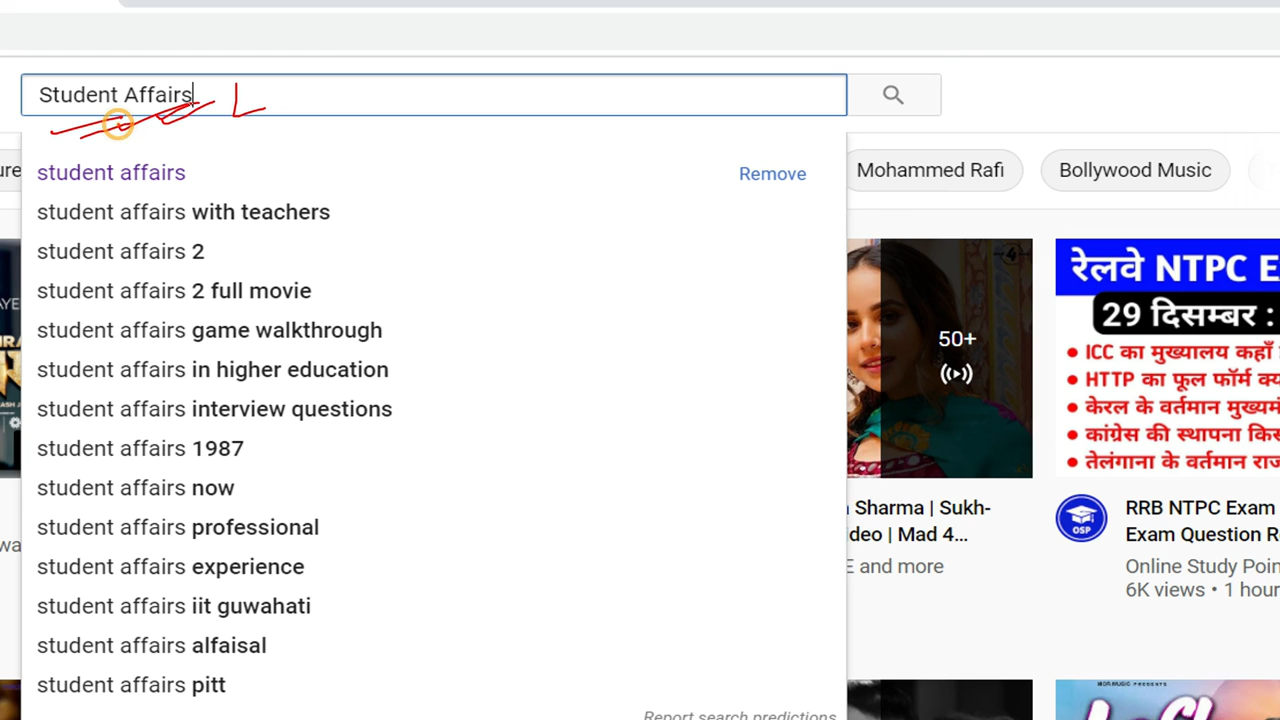 Student Affairs
L
ure
Mohammed Rafi
Bollywood Music
student affairs
Remove
student affairs with teachers
student affairs 2
student affairs 2 full movie
student affairs game walkthrough
student affairs in higher education
student affairs interview questions
student affairs 1987
student affairs now
student affairs professional
student affairs experience
student affairs iit guwahati
student affairs alfaisal
student affairs pitt
Report search predictions
50+
Sharma | Sukh-
deo | Mad 4...
E and more
रेलवे NTPC E
29 दिसम्बर :
• ICC का मुख्यालय कहाँ
• HTTP का फूल फॉर्म क्य
• केरल के वर्तमान मुख्यमं
• कांग्रेस की स्थापना किस
• तेलंगाना के वर्तमान राज
OSP
RRB NTPC Exam
Exam Question R
Online Study Poin
6K views • 1 hour